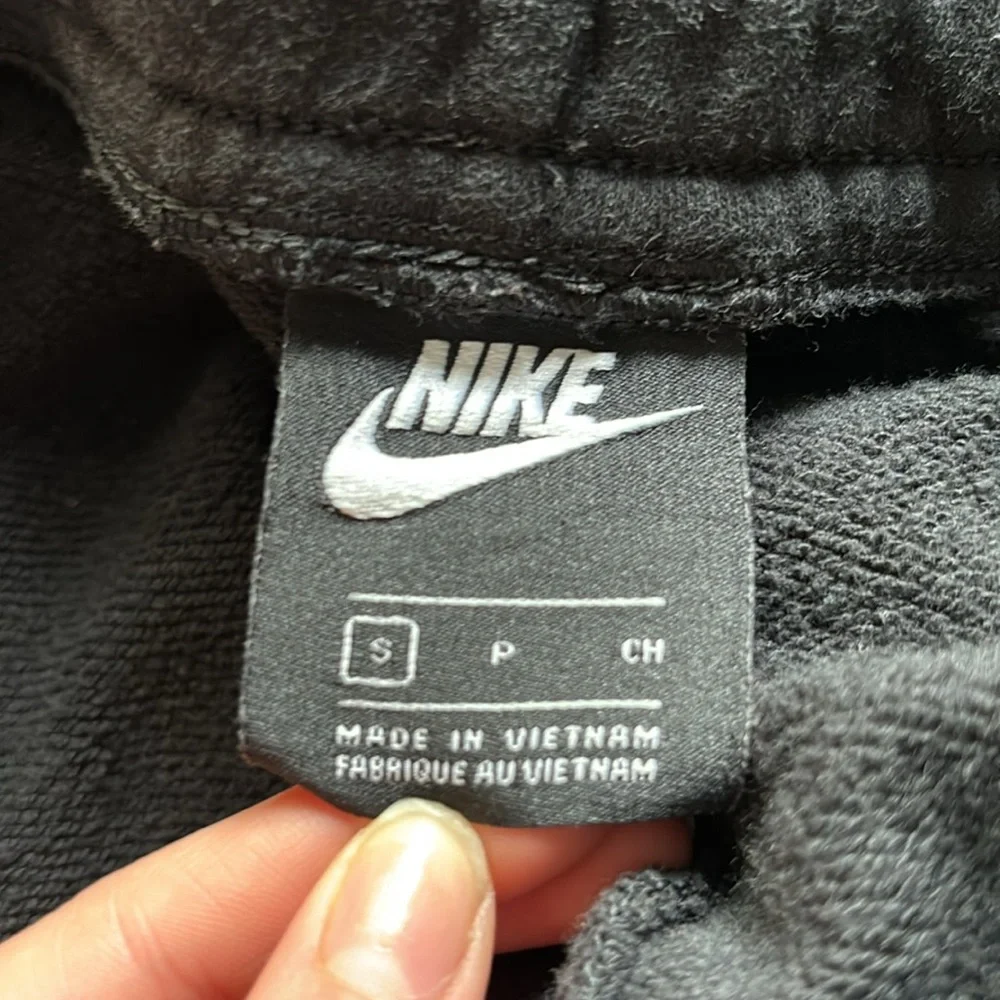 NIKE
S P CH
MADE IN VIETNAM
FABRIQUE AU VIETNAM